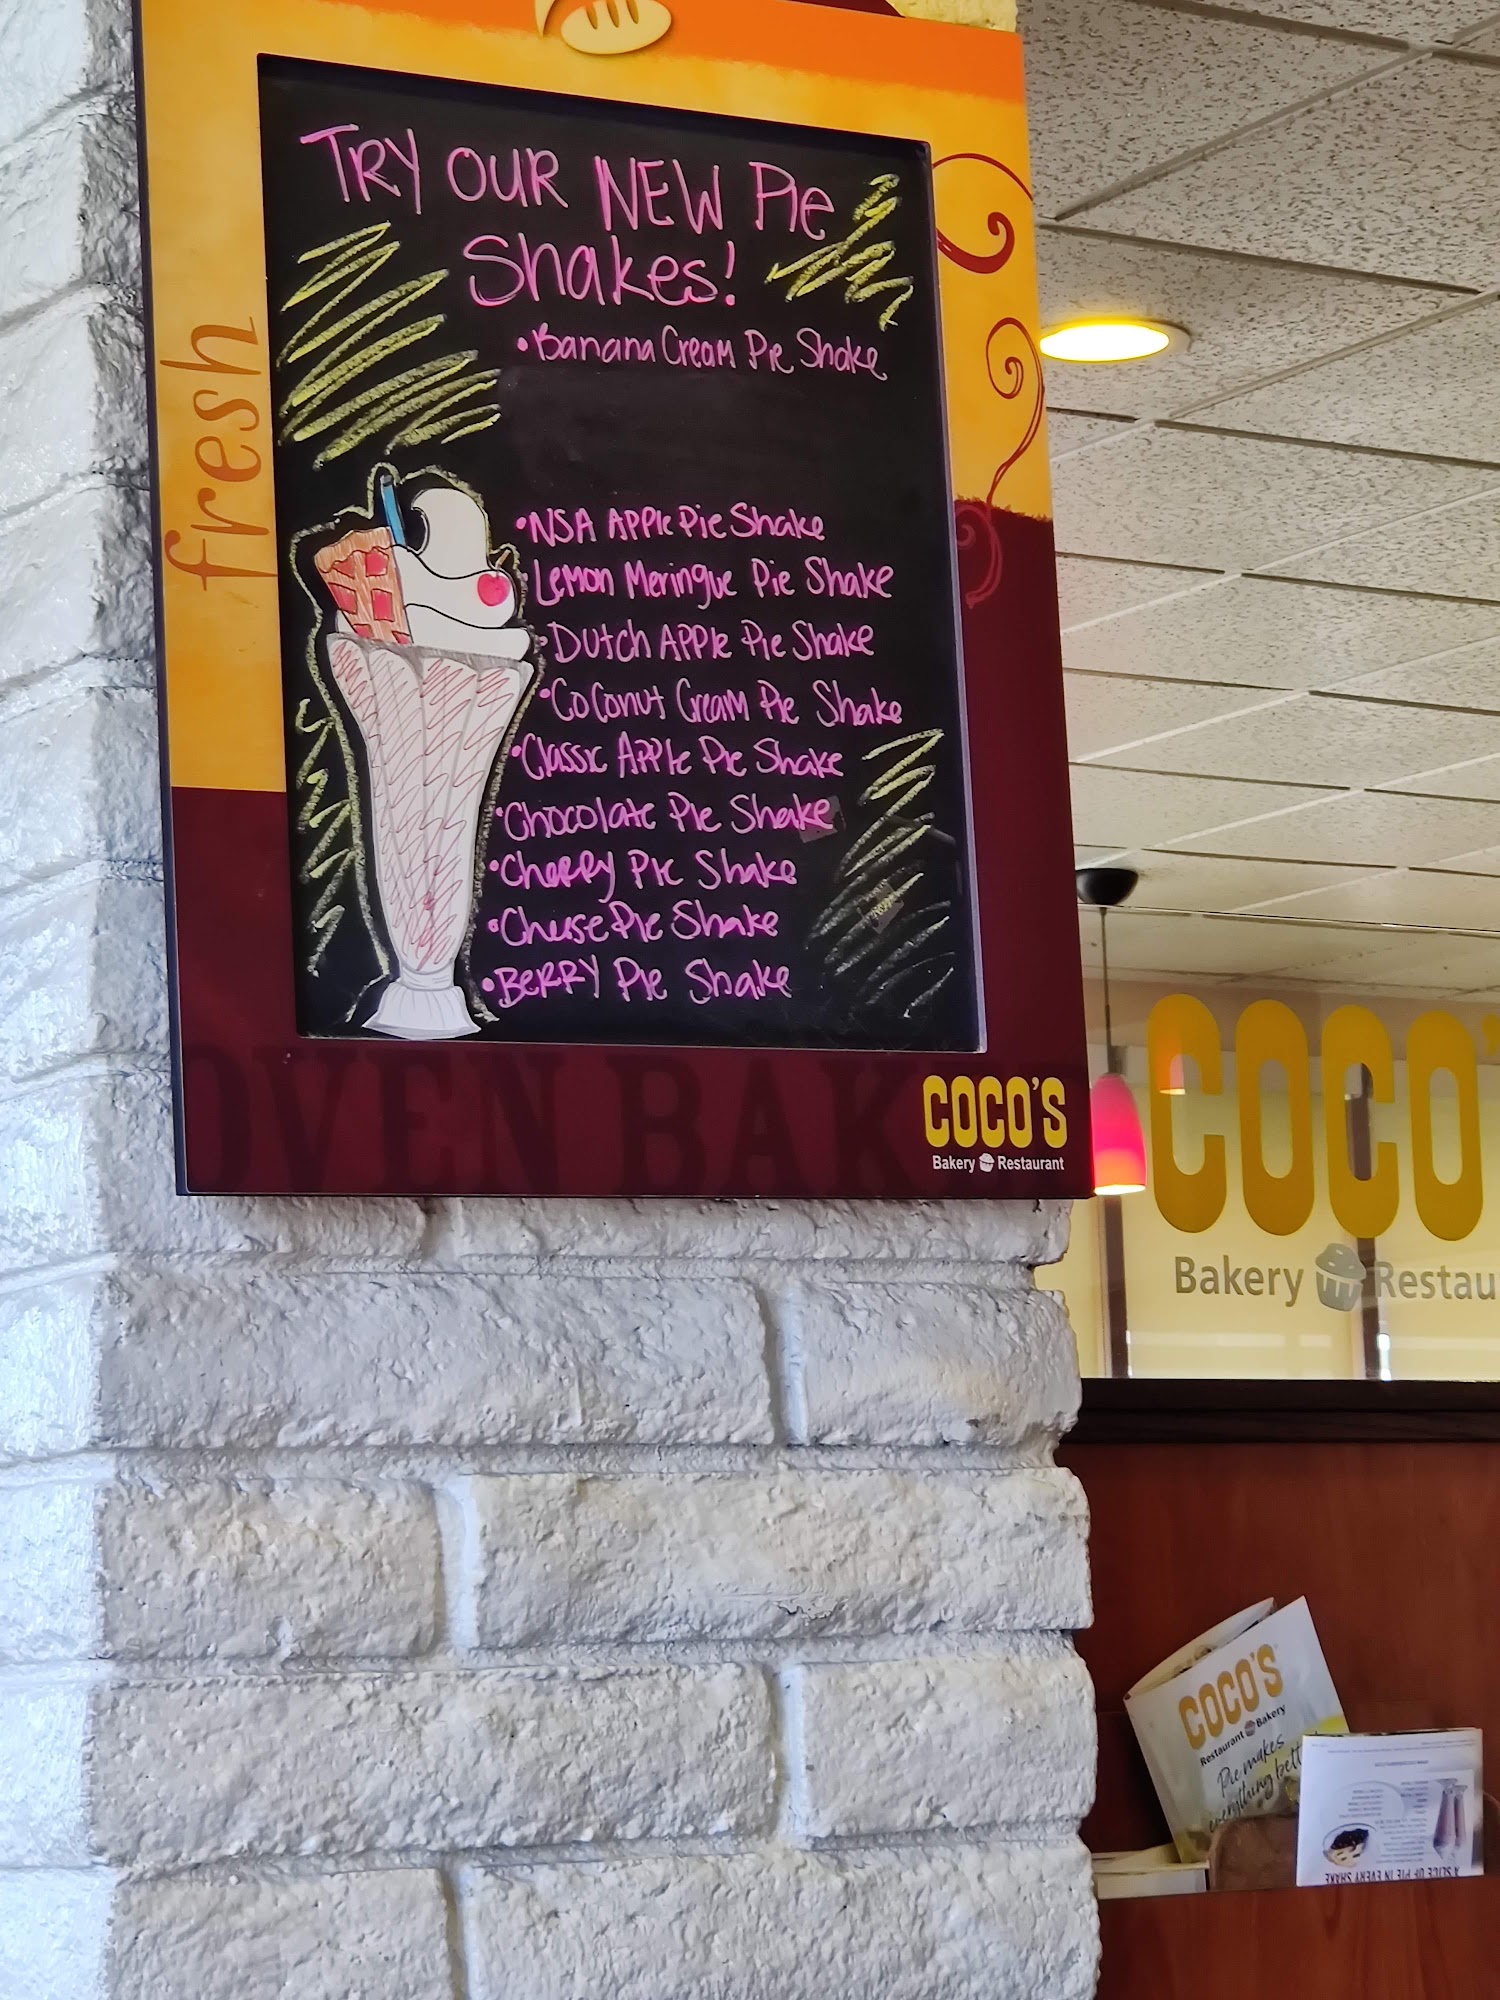 fresh
TRY OUR NEW Pie
Shakes!
• Banana Cream Pie Shake
• NSA Apple Pie Shake
Lemon Meringue Pie Shake
• Dutch Apple Pie Shake
• Coconut Cream Pie Shake
• Classic Apple Pie Shake
• Chocolate Pie Shake
• Cherry Pie Shake
• Cheese Pie Shake
• BERRY Pie Shake
OVEN BAKE
COCO'S
Bakery Restaurant
COCO'
Bakery Restau
COCO'S
Restaurant Bakery
Pie makes
everything bett
A SLICE OF PIE IN EVERY SHAKE